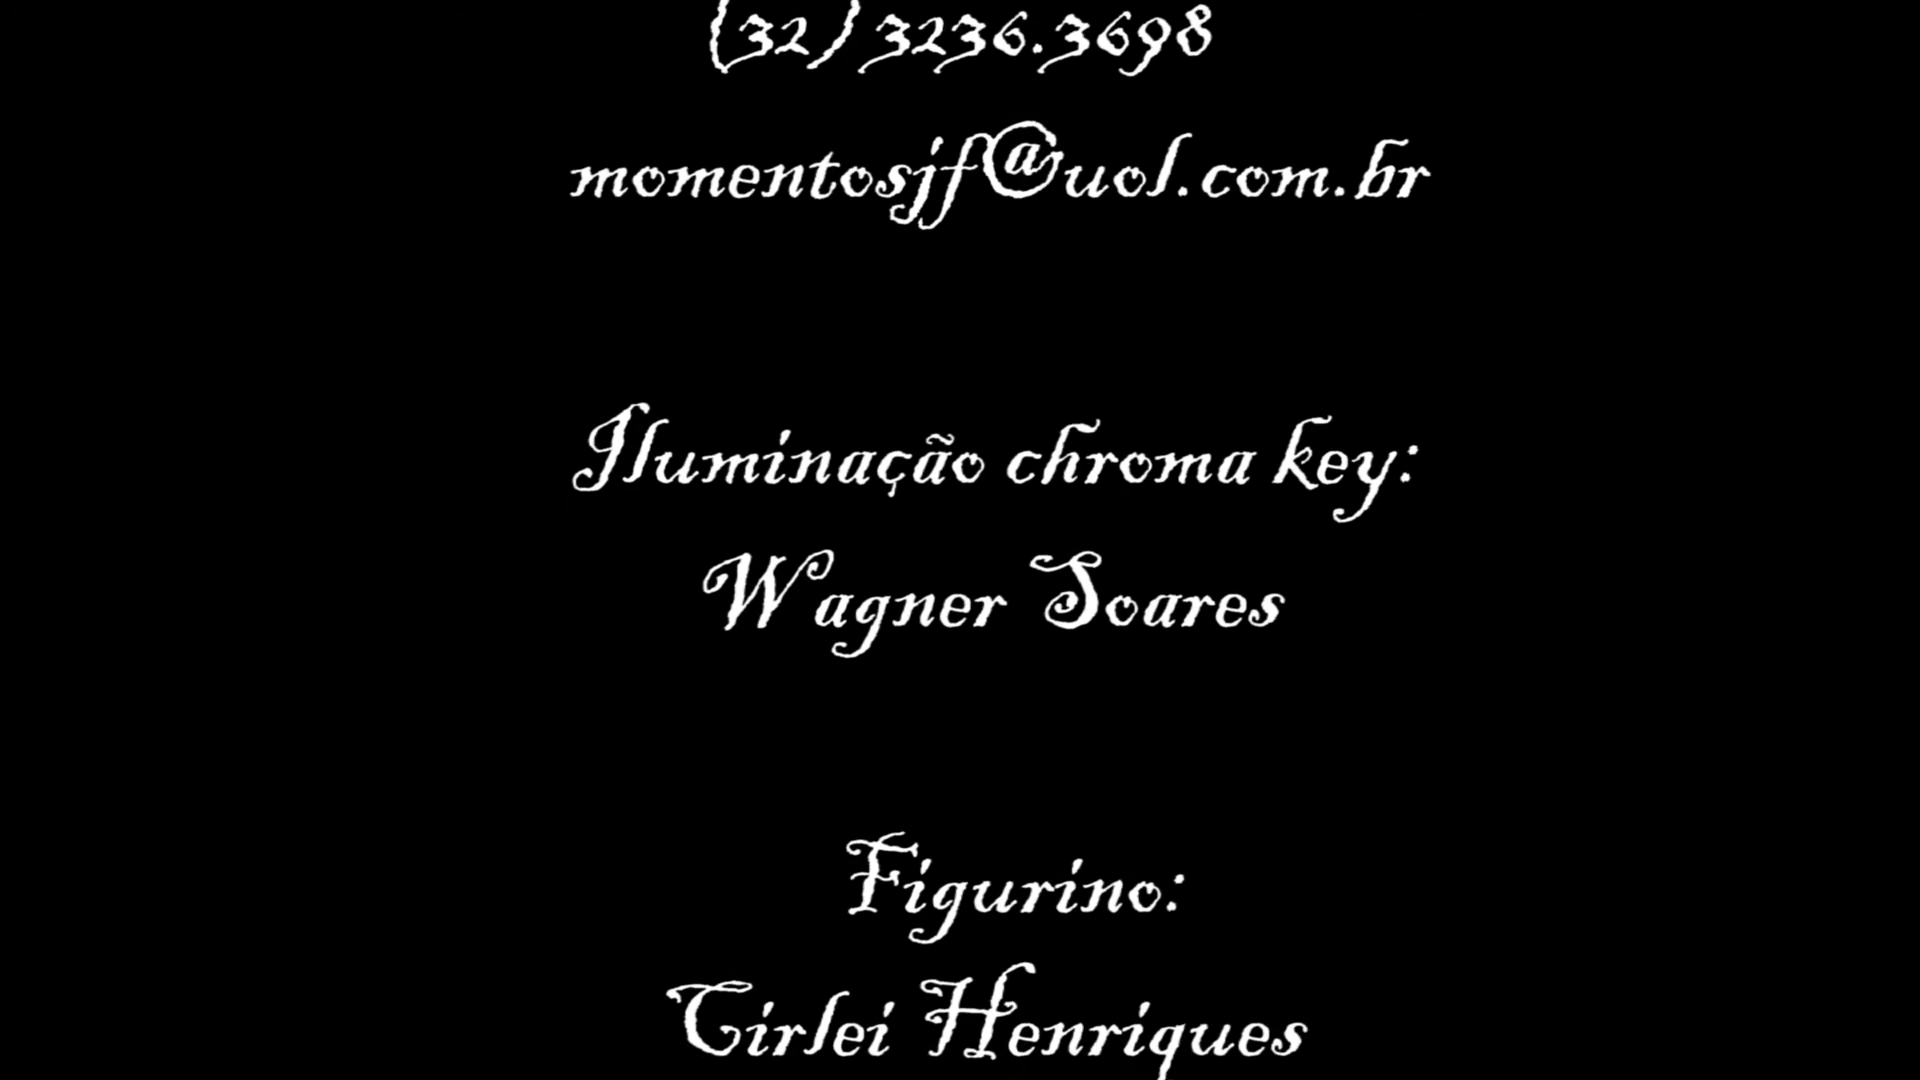 (32) 3236.3698
momentosjf@uol.com.br
Iluminação chroma key:
Wagner Soares
Figurino:
Cirlei Henriques